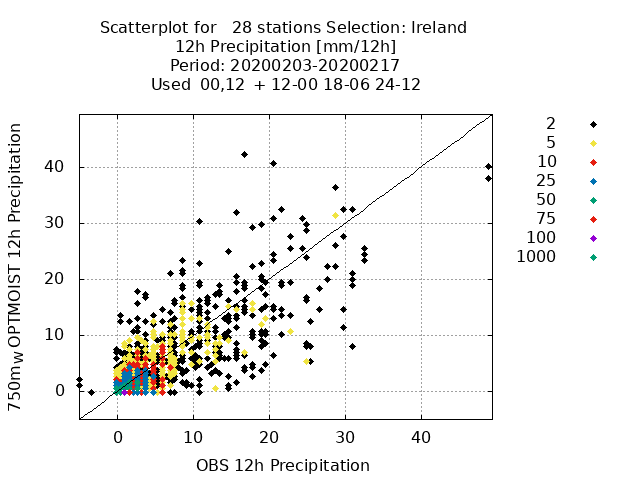 Scatterplot for   28 stations Selection: Ireland
12h Precipitation [mm/12h]
Period: 20200203-20200217
Used  00,12  + 12-00 18-06 24-12
750mW OPTMOIST 12h Precipitation
40
30
20
10
0
0 10 20 30 40
OBS 12h Precipitation
2
5
10
25
50
75
100
1000